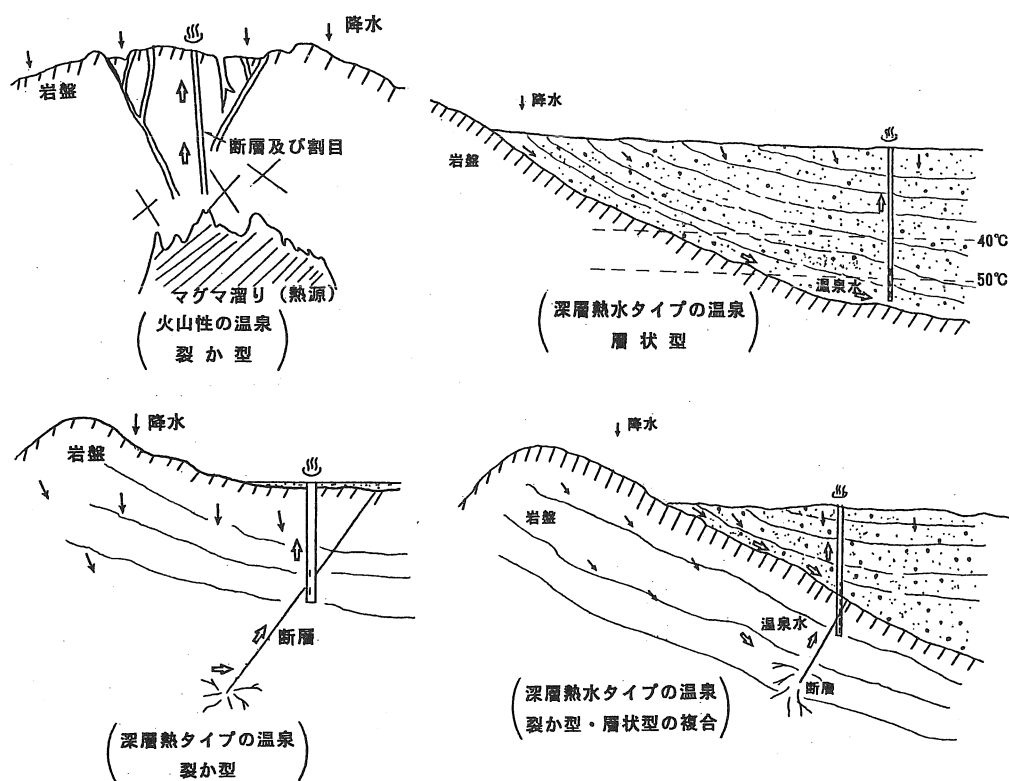 降水
岩盤
断層及び割目
マグマ溜り(熱源)
火山性の温泉
裂か型
降水
岩盤
40℃
50℃
温泉水
深層熱水タイプの温泉
層状型
降水
岩盤
断層
深層熱タイプの温泉
裂か型
降水
岩盤
温泉水
断層
深層熱水タイプの温泉
裂か型・層状型の複合